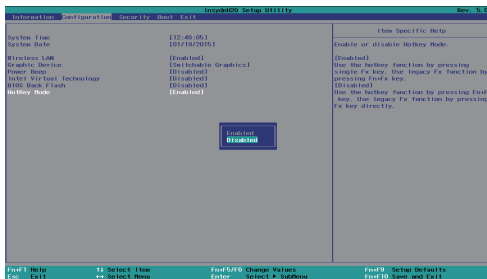 InsydeH20 Setup Utility
Rev. 5.0
Information Configuration Security Boot Exit
Item Specific Help
System Time [12:46:05]
System Date [01/19/2015]
Enable or disable Hotkey Mode.
Wireless LAN [Enabled]
Graphic Device [Switchable Graphics]
Power Beep [Disabled]
Intel Virtual Technology [Disabled]
BIOS Back Flash [Disabled]
HotKey Mode [Enabled]
[Enabled]
Use the hotkey function by pressing
single Fx key. Use legacy Fx function by
pressing Fn+Fx key.
[Disabled]
Use the hotkey function by pressing Fn+F
key. Use legacy Fx function by pressing
Fx key directly.
Enabled
Disabled
Fn+F1 Help ↑↓ Select Item Fn+F5/F6 Change Values Fn+F9 Setup Defaults
Esc Exit ↔ Select Menu Enter Select ▶ SubMenu Fn+F10 Save and Exit